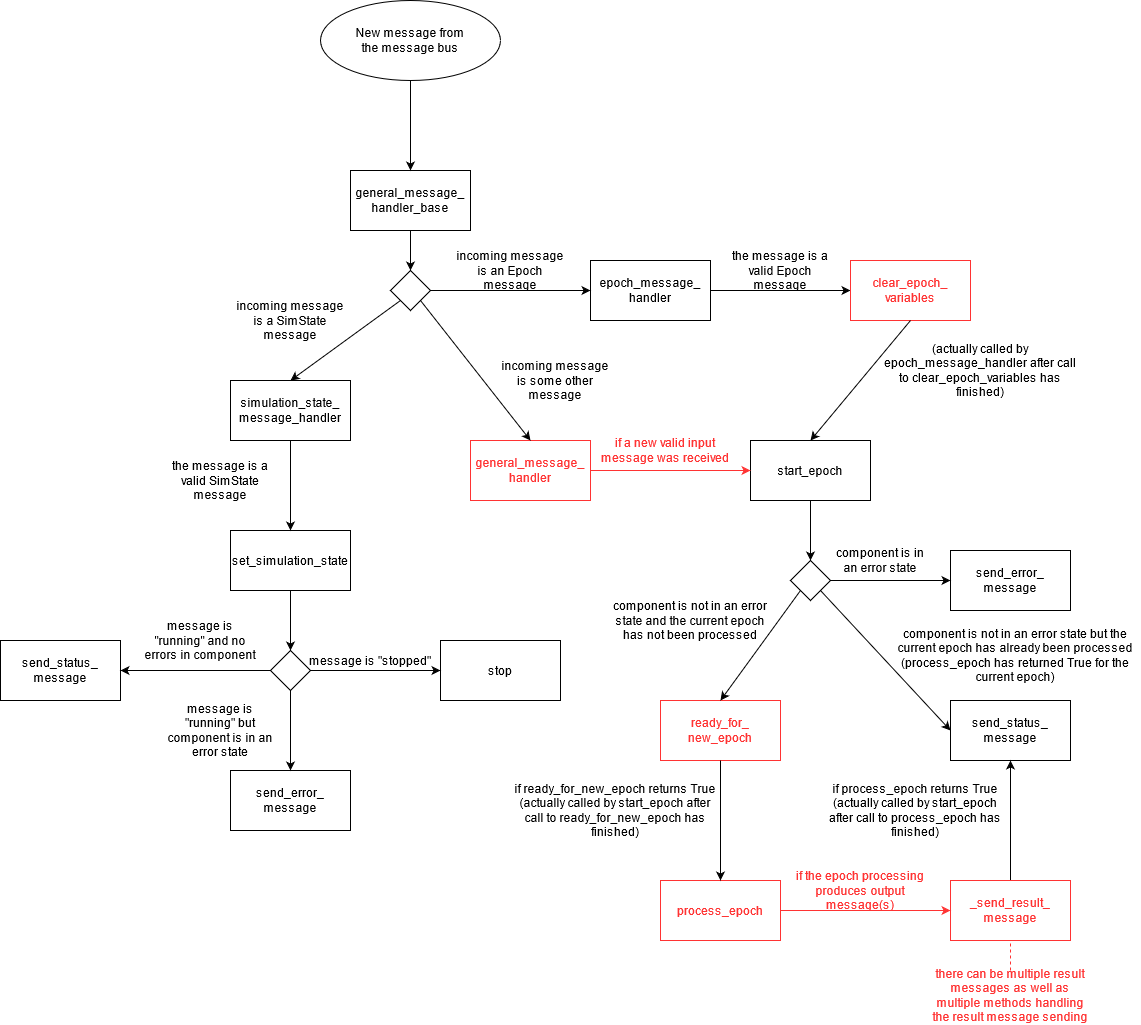 New message from
the message bus
general_message_
handler_base
incoming message
is an Epoch
message
epoch_message_
handler
the message is a
valid Epoch
message
clear_epoch_
variables
incoming message
is a SimState
message
(actually called by
epoch_message_handler after call
to clear_epoch_variables has
finished)
incoming message
is some other
message
simulation_state_
message_handler
general_message_
handler
if a new valid input
message was received
start_epoch
the message is a
valid SimState
message
set_simulation_state
component is in
an error state
send_error_
message
component is not in an error
state and the current epoch
has not been processed
message is
"running" and no
errors in component
send_status_
message
message is "stopped"
stop
component is not in an error state but the
current epoch has already been processed
(process_epoch has returned True for the
current epoch)
message is
"running" but
component is in an
error state
ready_for_
new_epoch
send_status_
message
send_error_
message
if ready_for_new_epoch returns True
(actually called by start_epoch after
call to ready_for_new_epoch has
finished)
if process_epoch returns True
(actually called by start_epoch
after call to process_epoch has
finished)
process_epoch
if the epoch processing
produces output
message(s)
_send_result_
message
there can be multiple result
messages as well as
multiple methods handling
the result message sending